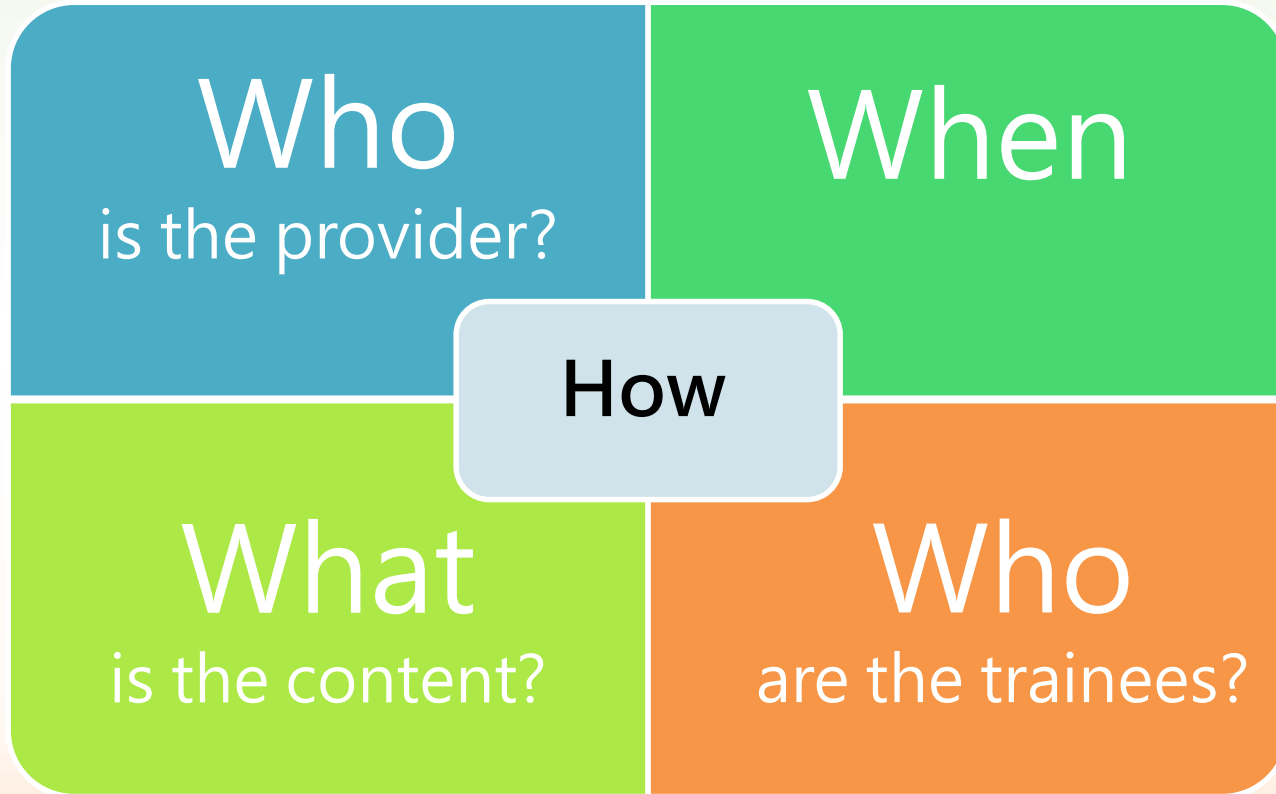 Who
is the provider?
When
How
What
is the content?
Who
are the trainees?